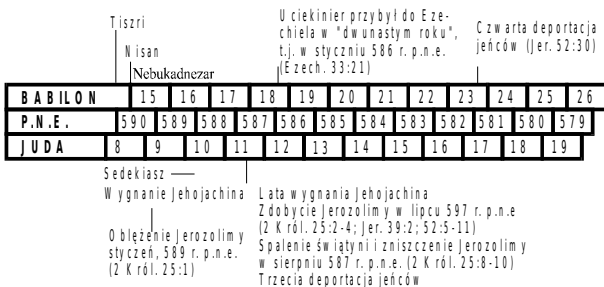 Tiszri
Nisan
Uciekinier przybył do Eze-
chiela w "dwunastym roku",
t.j. w styczniu 586 r. p.n.e.
(Ezech. 33:21)
Czwarta deportacja
jeńców (Jer. 52:30)
Nebukadnezar
BABILON 15 16 17 18 19 20 21 22 23 24 25 26
P.N.E. 590 589 588 587 586 585 584 583 582 581 580 579
JUDA 8 9 10 11 12 13 14 15 16 17 18 19
Sedekiasz
Wygnanie Jehojachina
Oblężenie Jerozolimy
styczeń, 589 r. p.n.e.
(2 Król. 25:1)
Lata wygnania Jehojachina
Zdobycie Jerozolimy w lipcu 597 r. p.n.e
(2 Król. 25:2-4; Jer. 39:2; 52:5-11)
Spalenie świątyni i zniszczenie Jerozolimy
w sierpniu 587 r. p.n.e. (2 Król. 25:8-10)
Trzecia deportacja jeńców